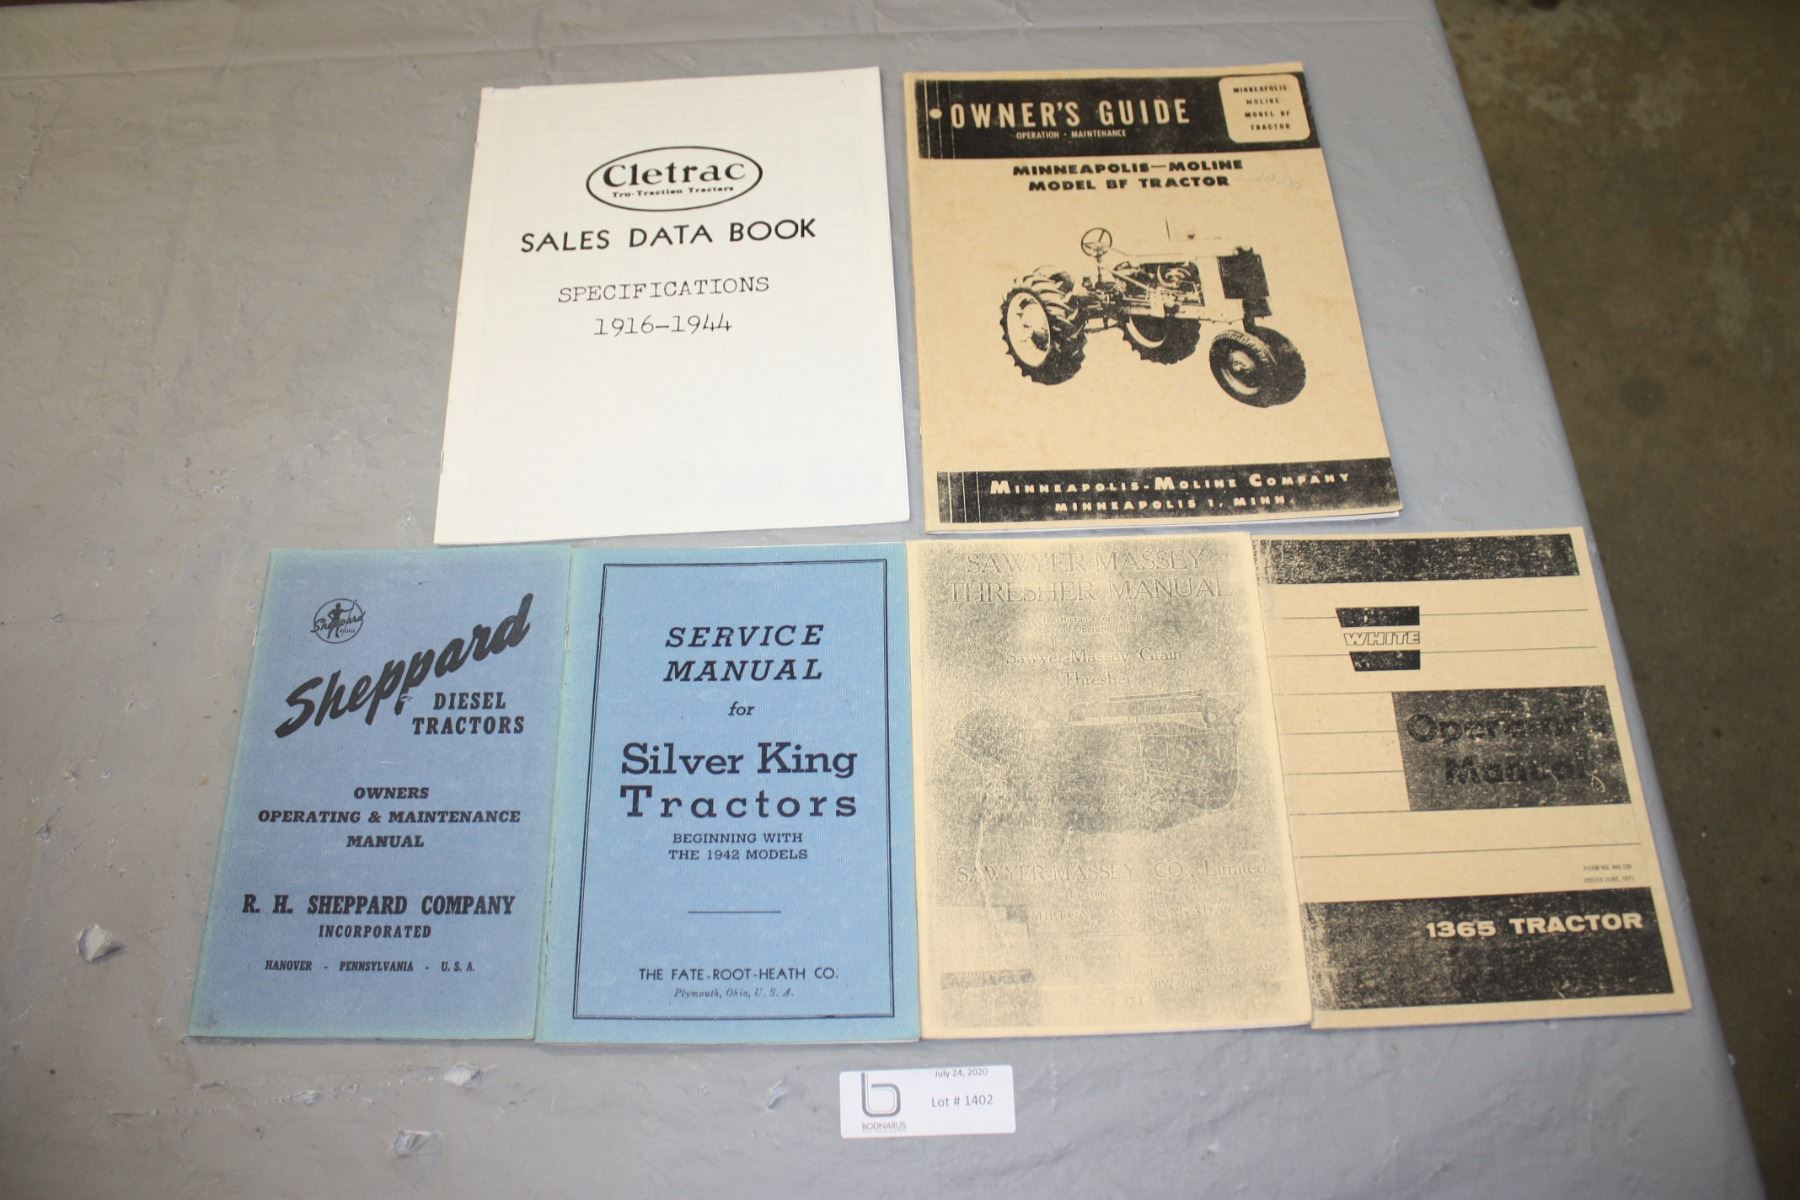 Cletrac
Tru-Traction Tractors
SALES DATA BOOK
SPECIFICATIONS
1916-1944
OWNER'S GUIDE
OPERATION - MAINTENANCE
MINNEAPOLIS-
MOLINE
MODEL BF
TRACTOR
MINNEAPOLIS-MOLINE
MODEL BF TRACTOR
MINNEAPOLIS-MOLINE COMPANY
MINNEAPOLIS 1, MINN.
Sheppard
Sheppard
DIESEL
TRACTORS
OWNERS
OPERATING & MAINTENANCE
MANUAL
R. H. SHEPPARD COMPANY
INCORPORATED
HANOVER - PENNSYLVANIA - U. S. A.
SERVICE
MANUAL
for
Silver King
Tractors
BEGINNING WITH
THE 1942 MODELS
THE FATE-ROOT-HEATH CO.
Plymouth, Ohio, U. S. A.
SAWYER-MASSEY
THRESHER MANUAL
Sawyer-Massey Grain
Thresher
SAWYER-MASSEY CO., Limited
WHITE
Operator's
Manual
ISSUED JUNE, 1971
1365 TRACTOR
July 24, 2020
Lot # 1402
BODNARUS